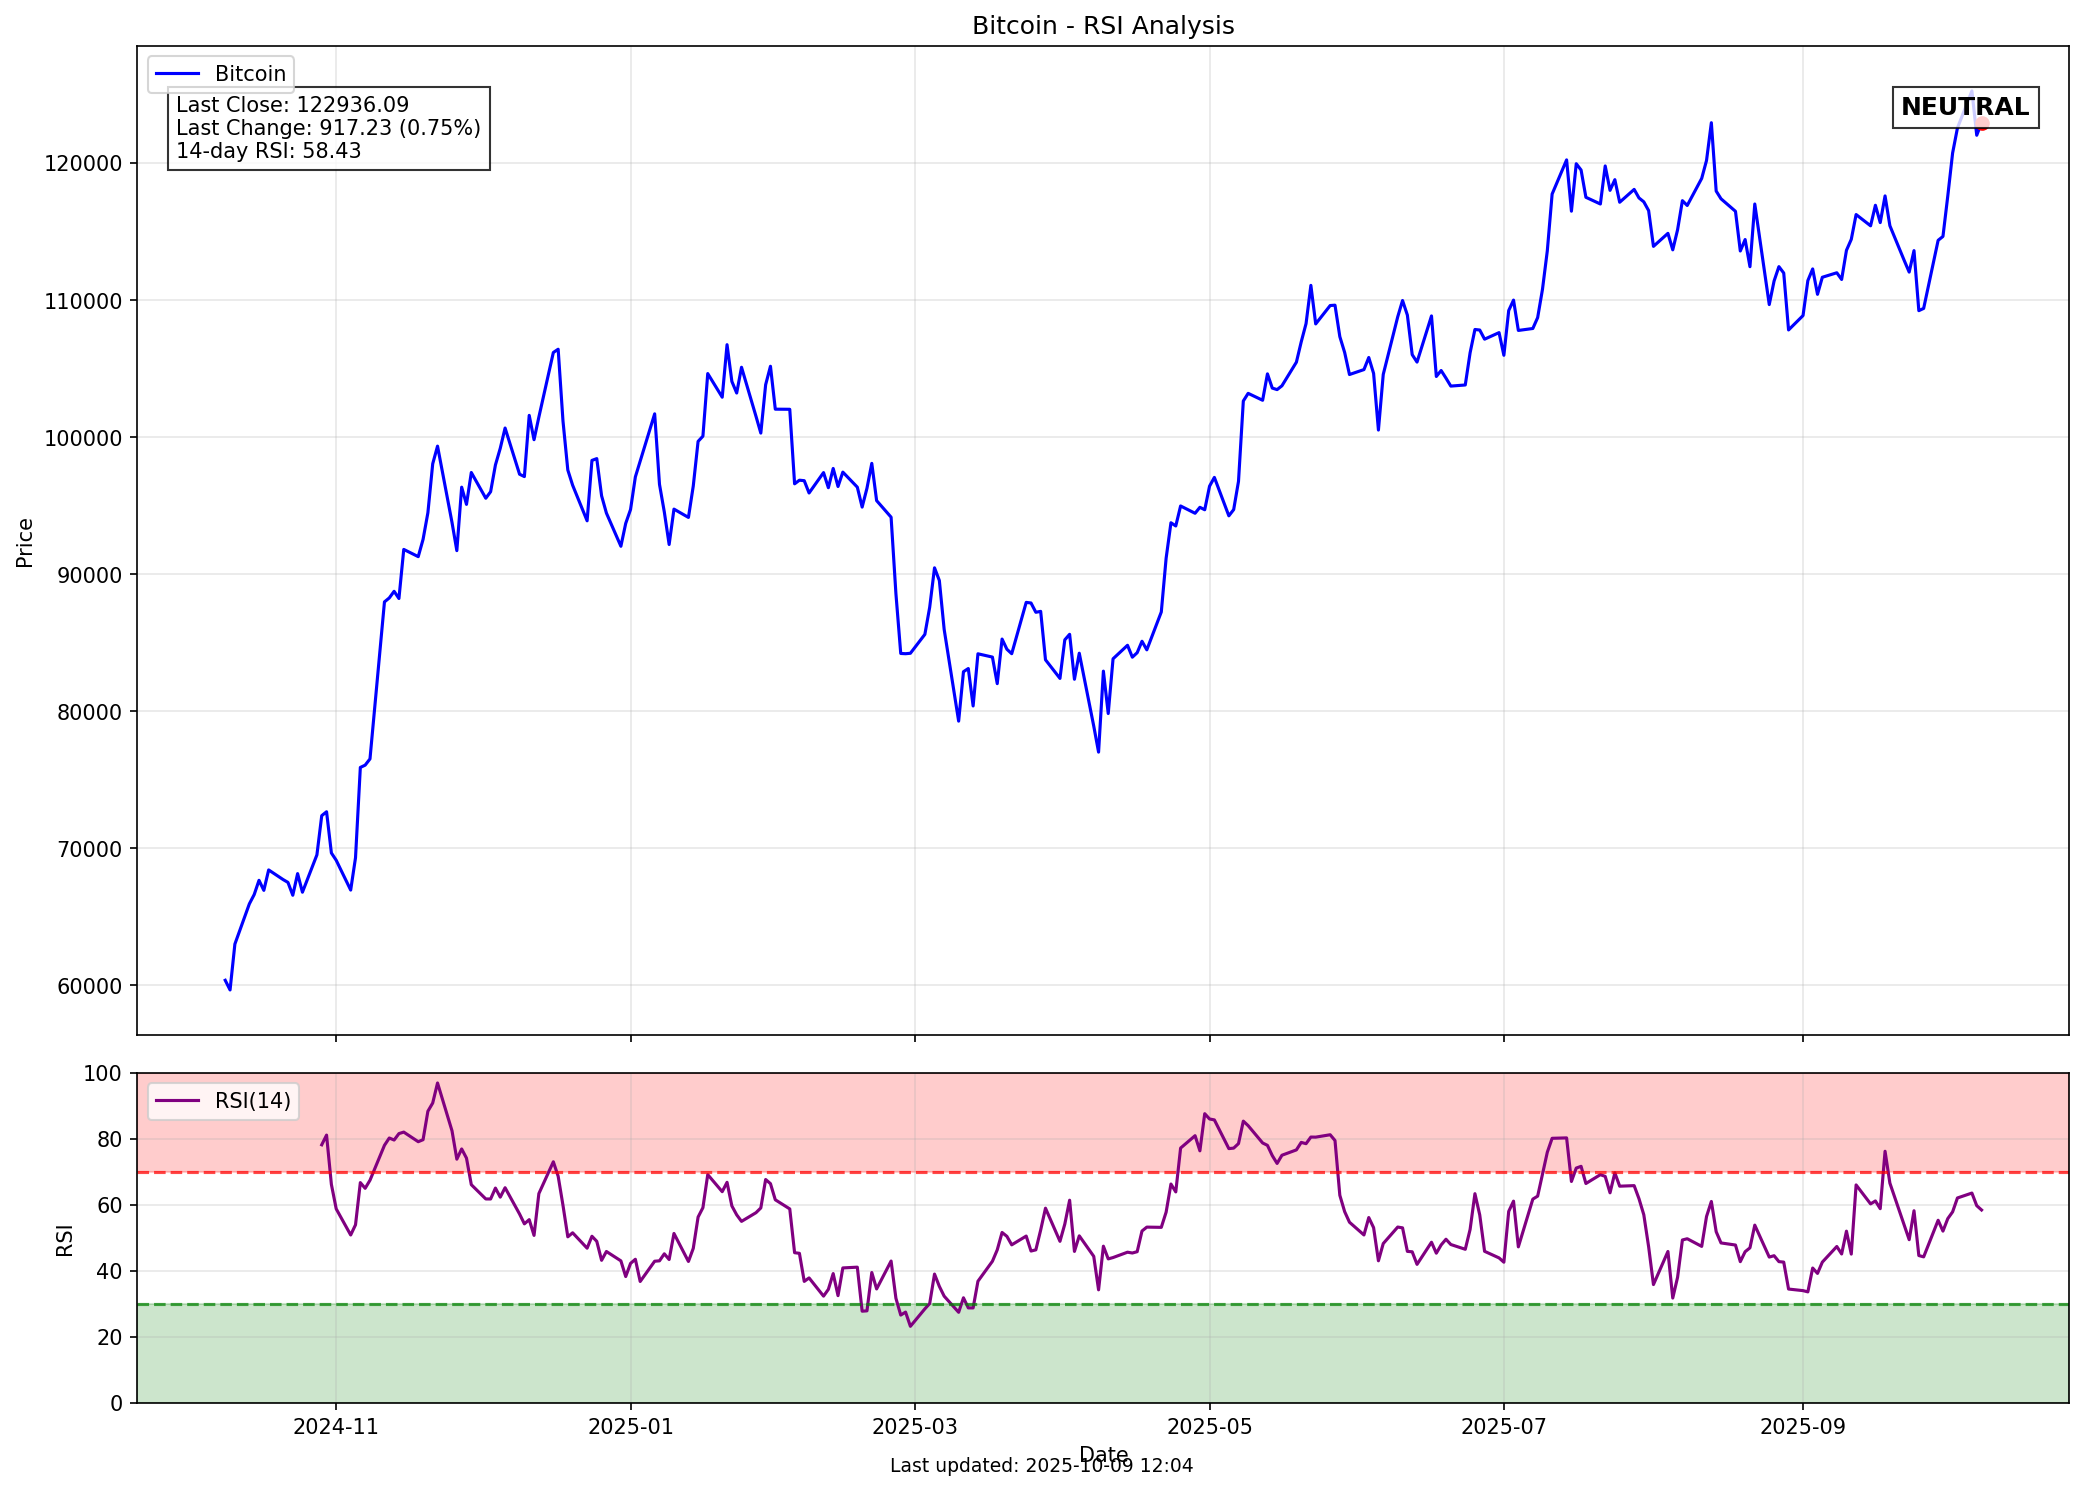 Bitcoin - RSI Analysis
Bitcoin
Last Close: 122936.09
Last Change: 917.23 (0.75%)
14-day RSI: 58.43
NEUTRAL
Price
120000
110000
100000
90000
80000
70000
60000
RSI(14)
RSI
100
80
60
40
20
0
2024-11
2025-01
2025-03
2025-05
2025-07
2025-09
Date
Last updated: 2025-10-09 12:04